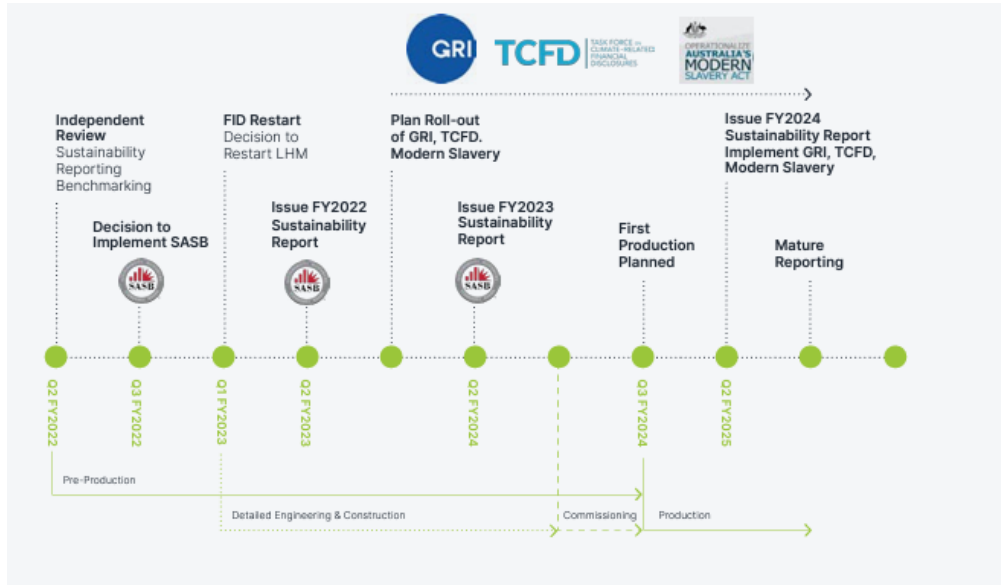 GRI
TCFD
TASK FORCE ON
CLIMATE-RELATED
FINANCIAL
DISCLOSURES
OPERATIONALIZE
AUSTRALIA'S
MODERN
SLAVERY ACT
Independent
Review
Sustainability
Reporting
Benchmarking
FID Restart
Decision to
Restart LHM
Plan Roll-out
of GRI, TCFD.
Modern Slavery
Issue FY2024
Sustainability Report
Implement GRI, TCFD,
Modern Slavery
Decision to
Implement SASB
SASB
Issue FY2022
Sustainability
Report
SASB
Issue FY2023
Sustainability
Report
SASB
First
Production
Planned
Mature
Reporting
Q2 FY2022
Q3 FY2022
Q1 FY2023
Q2 FY2023
Q2 FY2024
Q3 FY2024
Q2 FY2025
Pre-Production
Detailed Engineering & Construction
Commissioning
Production